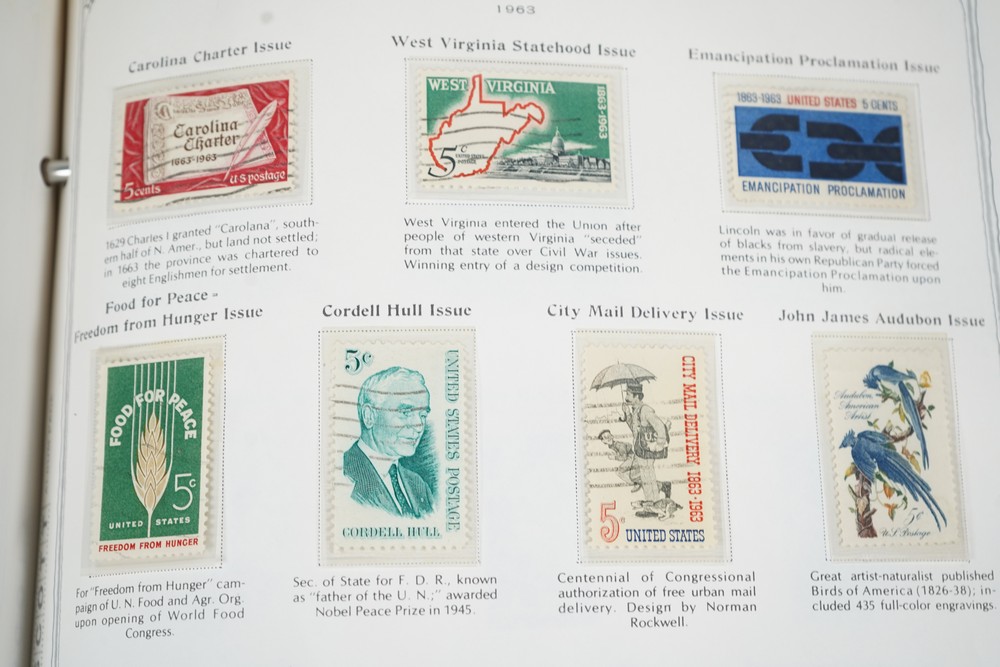 1963
Carolina Charter Issue
Carolina
Charter
1663-1963
5 cents
U S postage
1629 Charles I granted "Carolana", south-
ern half of N. Amer., but land not settled;
in 1663 the province was chartered to
eight Englishmen for settlement.
West Virginia Statehood Issue
WEST VIRGINIA
1863-1963
5c
UNITED STATES
POSTAGE
West Virginia entered the Union after
people of western Virginia "seceded"
from that state over Civil War issues.
Winning entry of a design competition.
Emancipation Proclamation Issue
1863-1963 UNITED STATES 5 CENTS
EMANCIPATION PROCLAMATION
Lincoln was in favor of gradual release
of blacks from slavery, but radical ele-
ments in his own Republican Party forced
the Emancipation Proclamation upon
him.
Food for Peace -
Freedom from Hunger Issue
FOOD FOR PEACE
5c
UNITED STATES
FREEDOM FROM HUNGER
For "Freedom from Hunger" cam-
paign of U. N. Food and Agr. Org.
upon opening of World Food
Congress.
Cordell Hull Issue
5c
UNITED STATES POSTAGE
CORDELL HULL
Sec. of State for F. D. R., known
as "father of the U. N.;" awarded
Nobel Peace Prize in 1945.
City Mail Delivery Issue
CITY MAIL DELIVERY 1863-1963
5c
UNITED STATES
Centennial of Congressional
authorization of free urban mail
delivery. Design by Norman
Rockwell.
John James Audubon Issue
Audubon
American
Artist
5c
U.S. Postage
Great artist-naturalist published
Birds of America (1826-38); in-
cluded 435 full-color engravings.